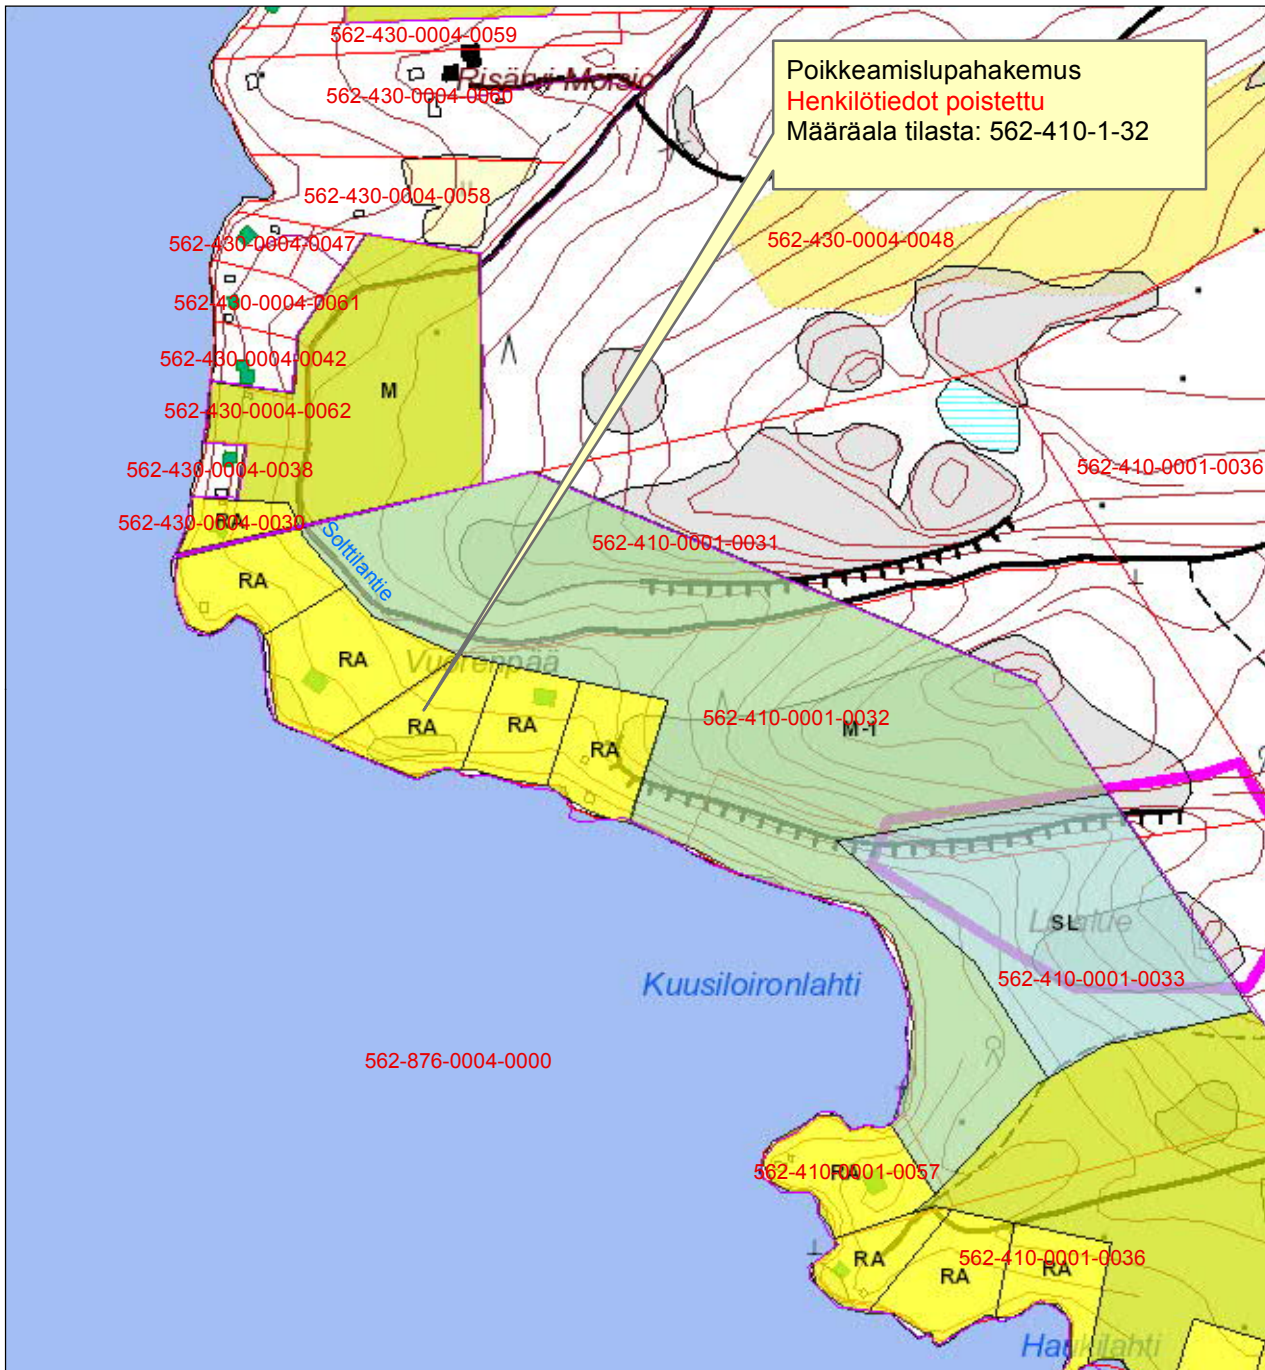 562-430-0004-0059
Poikkeamislupahakemus
Henkilötiedot poistettu
Määräala tilasta: 562-410-1-32
562-430-0004-0060
562-430-0004-0058
562-430-0004-0047
562-430-0004-0048
562-430-0004-0061
562-430-0004-0042
M
562-430-0004-0062
562-430-0004-0038
562-410-0001-0036
562-430-0004-0030
RA
Solttilantie
562-410-0001-0031
RA
RA
Vuorenpää
RA
RA
RA
562-410-0001-0032
M-1
SL
562-410-0001-0033
Kuusiloironlahti
562-876-0004-0000
562-410-0001-0057
RA
RA
562-410-0001-0036
RA
RA
Haukilahti